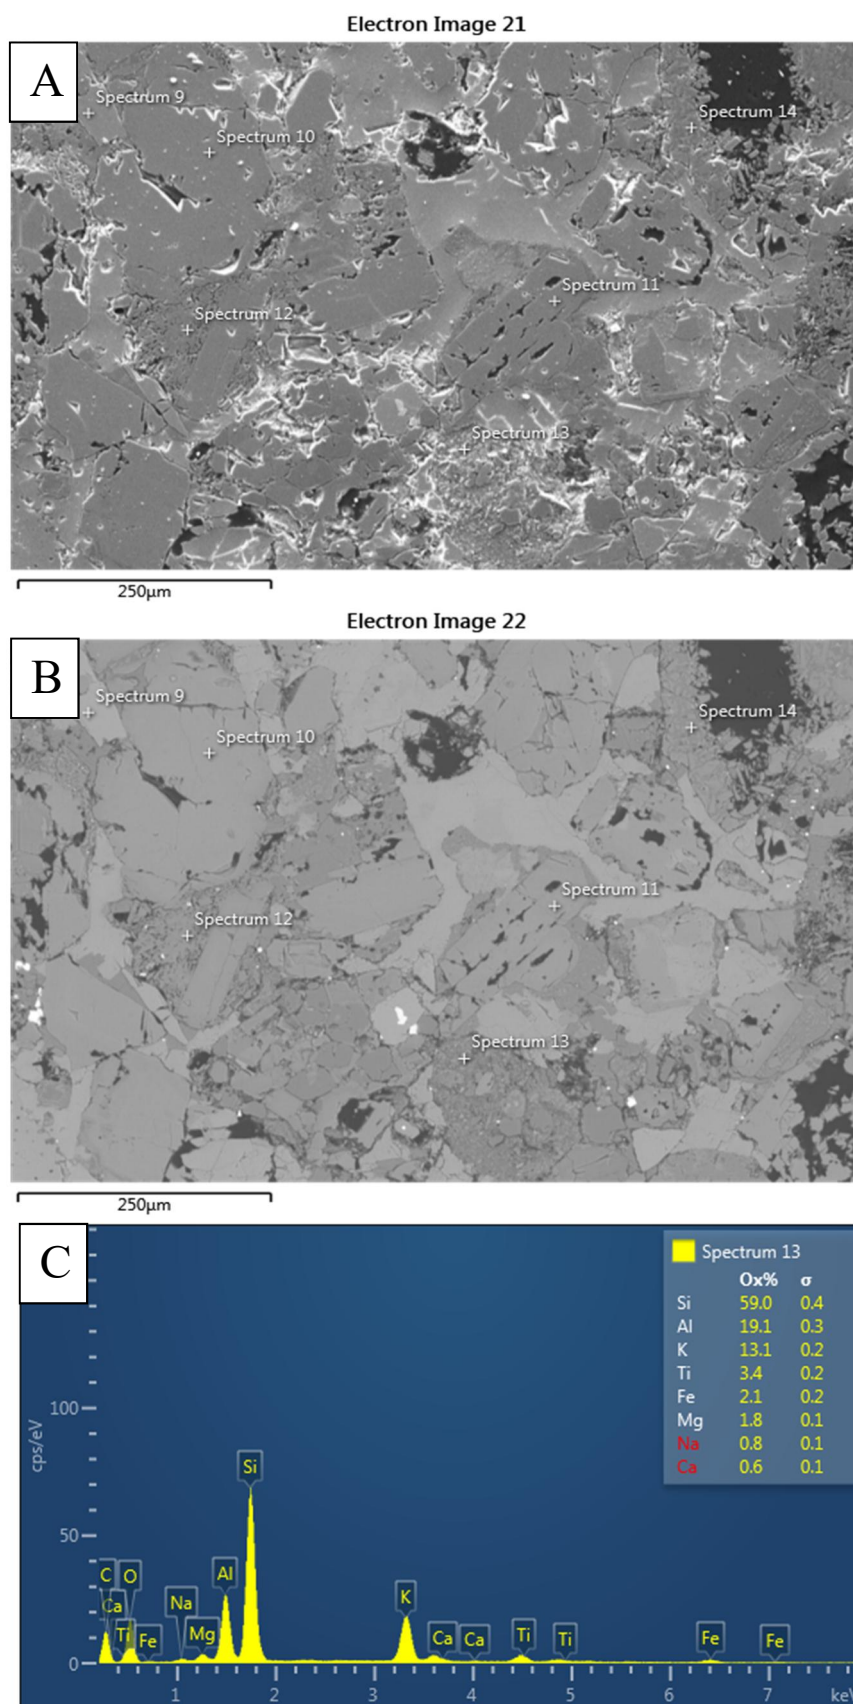 Electron Image 21
A
Spectrum 9
Spectrum 14
Spectrum 10
Spectrum 11
Spectrum 12
Spectrum 13
250µm
Electron Image 22
B
Spectrum 9
Spectrum 14
Spectrum 10
Spectrum 11
Spectrum 12
Spectrum 13
250µm
C
Spectrum 13
Ox% σ
Si 59.0 0.4
Al 19.1 0.3
K 13.1 0.2
Ti 3.4 0.2
Fe 2.1 0.2
Mg 1.8 0.1
Na 0.8 0.1
Ca 0.6 0.1
cps/eV
100
50
0
Si
C O Al
Ca Na K
Ti Fe Mg Ca Ca Ti Ti Fe Fe
1 2 3 4 5 6 7 keV